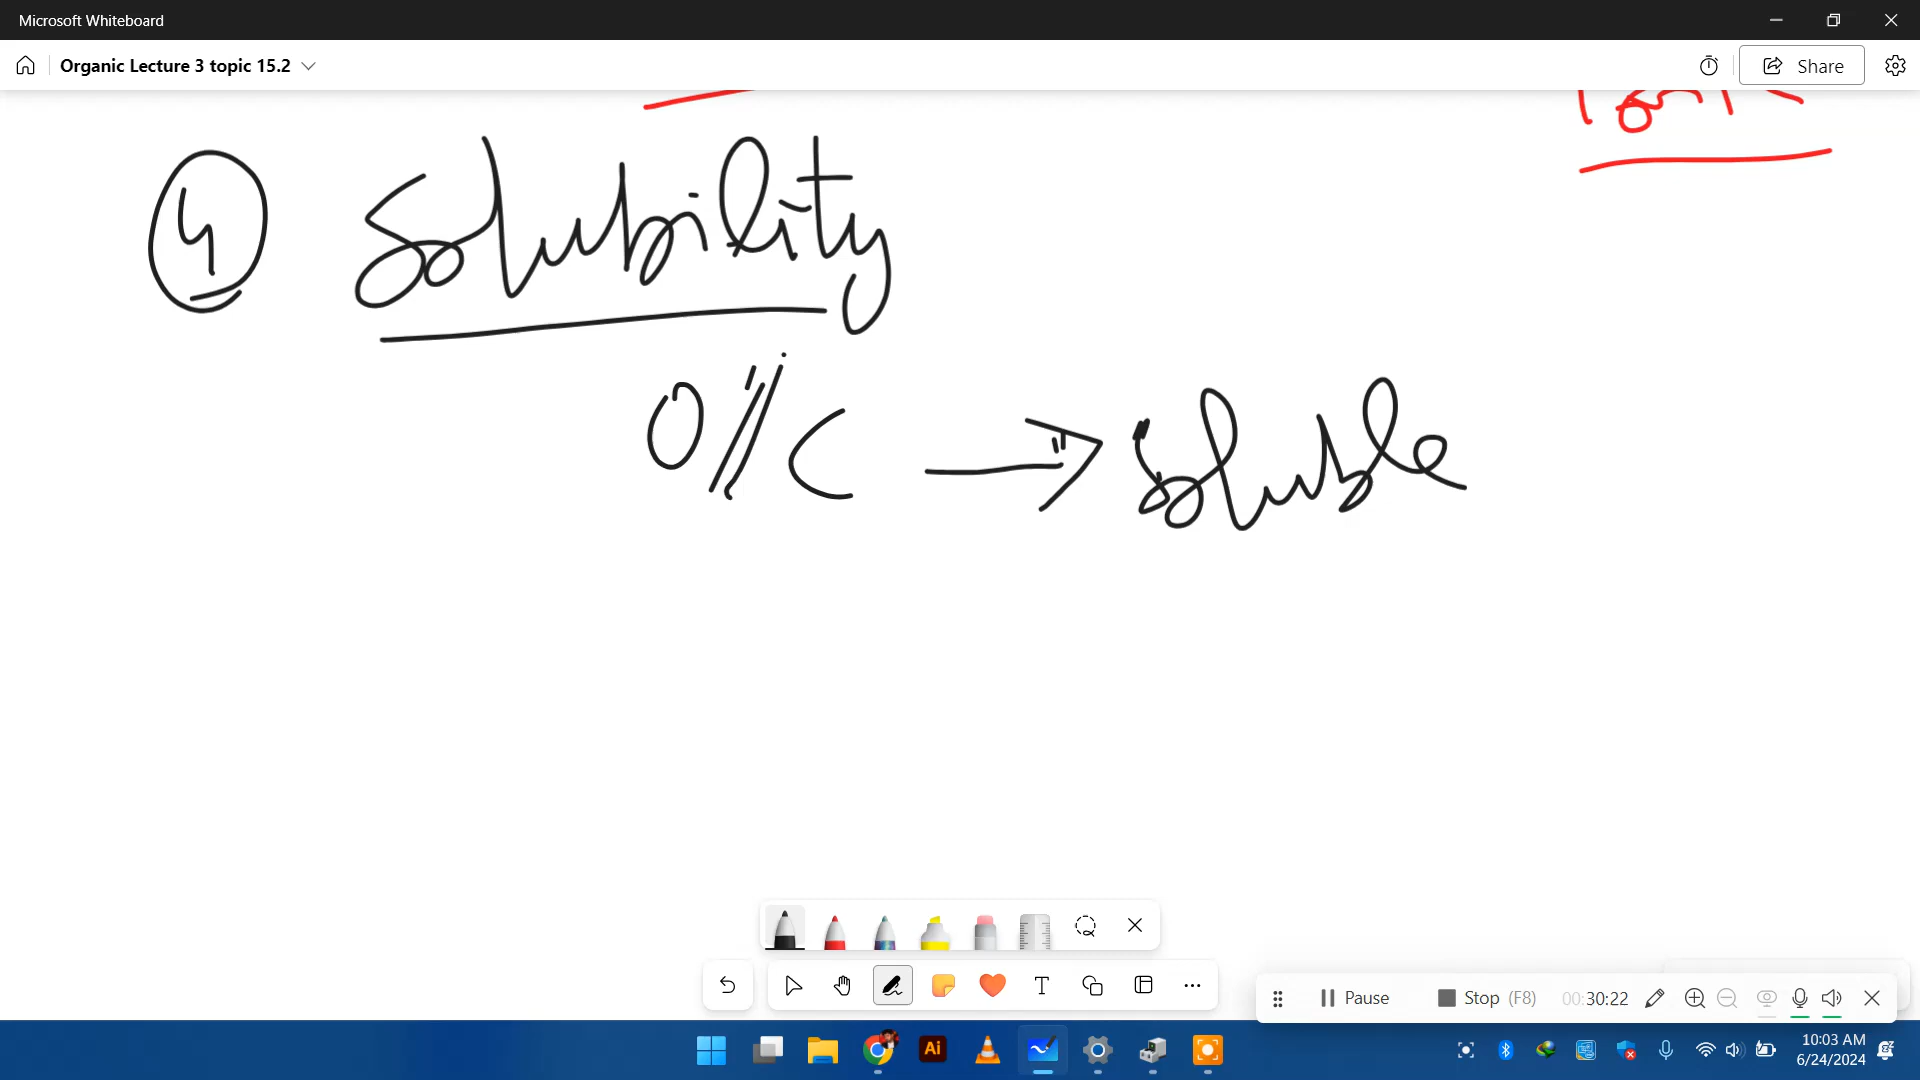 Microsoft Whiteboard
Organic Lecture 3 topic 15.2
Share
④ Solubility
O//C → Soluble
Pause
Stop (F8)
00:30:22
Ai
10:03 AM
6/24/2024